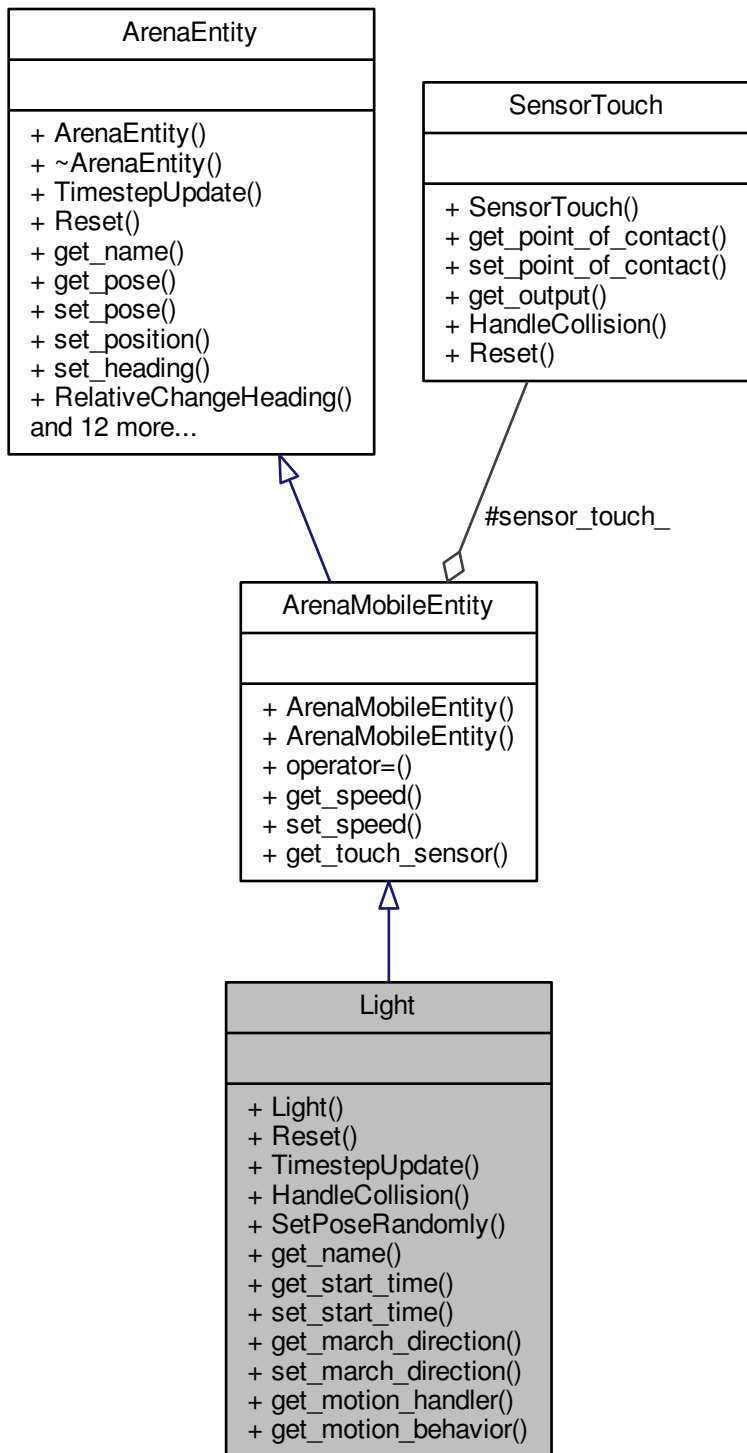 ArenaEntity
+ ArenaEntity()
+ ~ArenaEntity()
+ TimestepUpdate()
+ Reset()
+ get_name()
+ get_pose()
+ set_pose()
+ set_position()
+ set_heading()
+ RelativeChangeHeading()
and 12 more...
SensorTouch
+ SensorTouch()
+ get_point_of_contact()
+ set_point_of_contact()
+ get_output()
+ HandleCollision()
+ Reset()
#sensor_touch_
ArenaMobileEntity
+ ArenaMobileEntity()
+ ArenaMobileEntity()
+ operator=()
+ get_speed()
+ set_speed()
+ get_touch_sensor()
Light
+ Light()
+ Reset()
+ TimestepUpdate()
+ HandleCollision()
+ SetPoseRandomly()
+ get_name()
+ get_start_time()
+ set_start_time()
+ get_march_direction()
+ set_march_direction()
+ get_motion_handler()
+ get_motion_behavior()